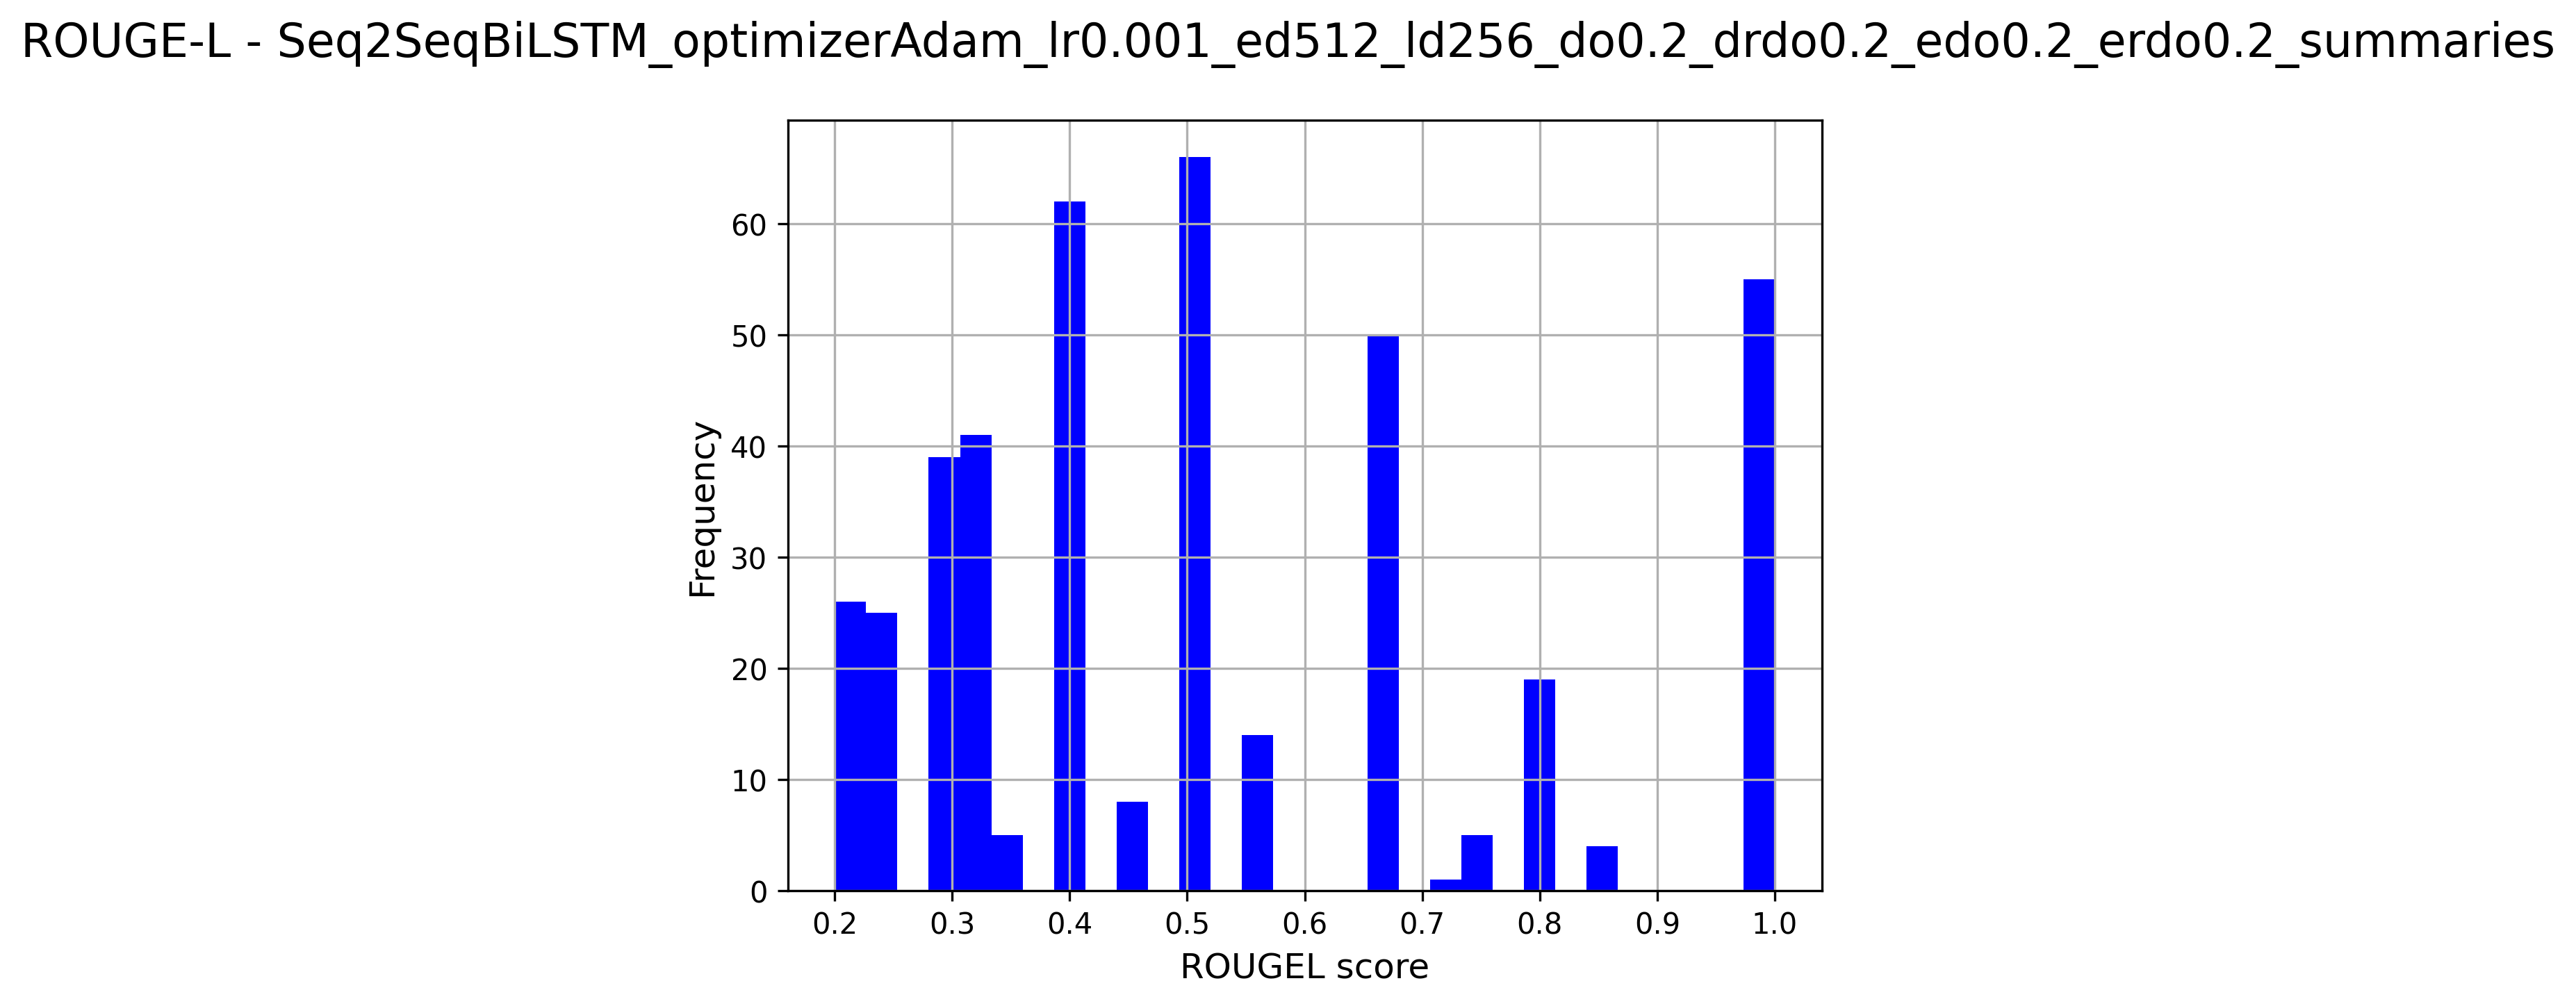 ROUGE-L - Seq2SeqBiLSTM_optimizerAdam_lr0.001_ed512_ld256_do0.2_drdo0.2_edo0.2_erdo0.2_summaries
60
50
40
30
20
10
0
Frequency
0.2 0.3 0.4 0.5 0.6 0.7 0.8 0.9 1.0
ROUGEL score